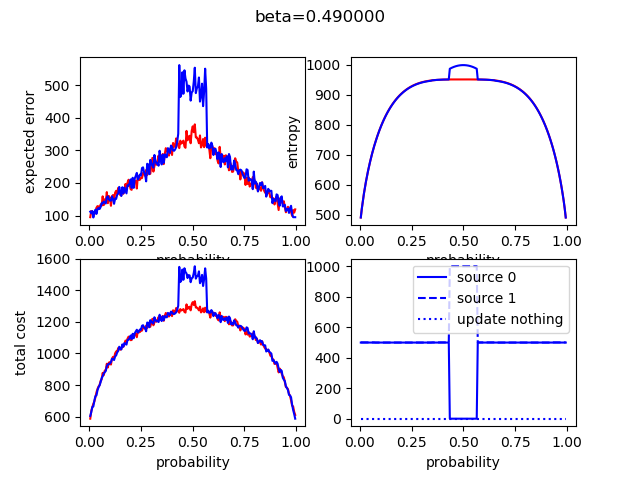 beta=0.490000
expected error
500
400
300
200
100
0.00 0.25 0.50 0.75 1.00
probability
entropy
1000
900
800
700
600
500
0.00 0.25 0.50 0.75 1.00
probability
total cost
1600
1400
1200
1000
800
600
0.00 0.25 0.50 0.75 1.00
probability
1000
800
600
400
200
0
source 0
source 1
update nothing
0.00 0.25 0.50 0.75 1.00
probability